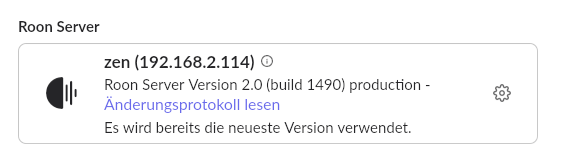 Roon Server
zen (192.168.2.114)
Roon Server Version 2.0 (build 1490) production -
Änderungsprotokoll lesen
Es wird bereits die neueste Version verwendet.